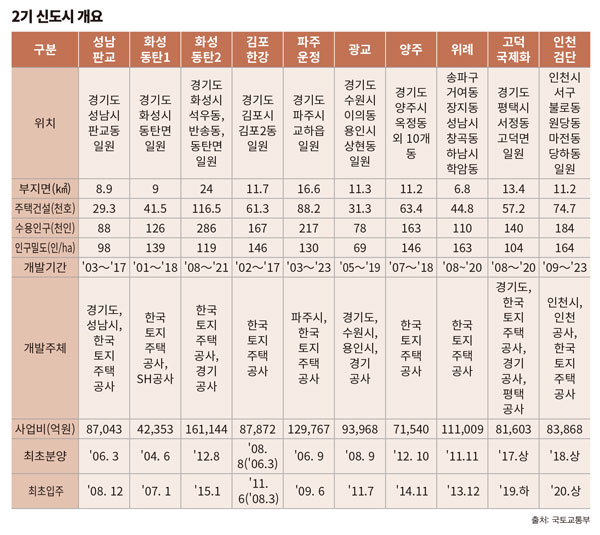 2기 신도시 개요
구분 성남 판교 화성 동탄1 화성 동탄2 김포 한강 파주 운정 광교 양주 위례 고덕 국제화 인천 검단
위치 경기도 성남시 판교동 일원 경기도 화성시 동탄면 일원 경기도 화성시 석우동, 반송동, 동탄면 일원 경기도 김포시 김포2동 일원 경기도 파주시 교하읍 일원 경기도 수원시 이의동 용인시 상현동 일원 경기도 양주시 옥정동 외 10개 동 송파구 거여동 장지동 성남시 창곡동 하남시 학암동 경기도 평택시 서정동 고덕면 일원 인천시 서구 불로동 원당동 마전동 당하동 일원
부지면(㎢) 8.9 9 24 11.7 16.6 11.3 11.2 6.8 13.4 11.2
주택건설(천호) 29.3 41.5 116.5 61.3 88.2 31.3 63.4 44.8 57.2 74.7
수용인구(천인) 88 126 286 167 217 78 163 110 140 184
인구밀도(인/ha) 98 139 119 146 130 69 146 163 104 164
개발기간 '03～'17 '01～'18 '08～'21 '02～'17 '03～'23 '05～'19 '07～'18 '08~'20 '08～'20 '09～'23
개발주체 경기도, 성남시, 한국 토지 주택 공사 한국 토지 주택 공사, SH공사 한국 토지 주택 공사, 경기 공사 한국 토지 주택 공사 파주시, 한국 토지 주택 공사 경기도, 수원시, 용인시, 경기 공사 한국 토지 주택 공사 한국 토지 주택 공사 경기도, 한국 토지 주택 공사, 경기 공사, 평택 공사 인천시, 인천 공사, 한국 토지 주택 공사
사업비(억원) 87,043 42,353 161,144 87,872 129,767 93,968 71,540 111,009 81,603 83,868
최초분양 '06. 3 '04. 6 '12.8 '08. 8('06.3) '06. 9 '08. 9 '12. 10 '11.11 '17.상 '18.상
최초입주 '08. 12 '07. 1 '15.1 '11. 6('08.3) '09. 6 '11.7 '14.11 '13.12 '19.하 '20.상
출처: 국토교통부